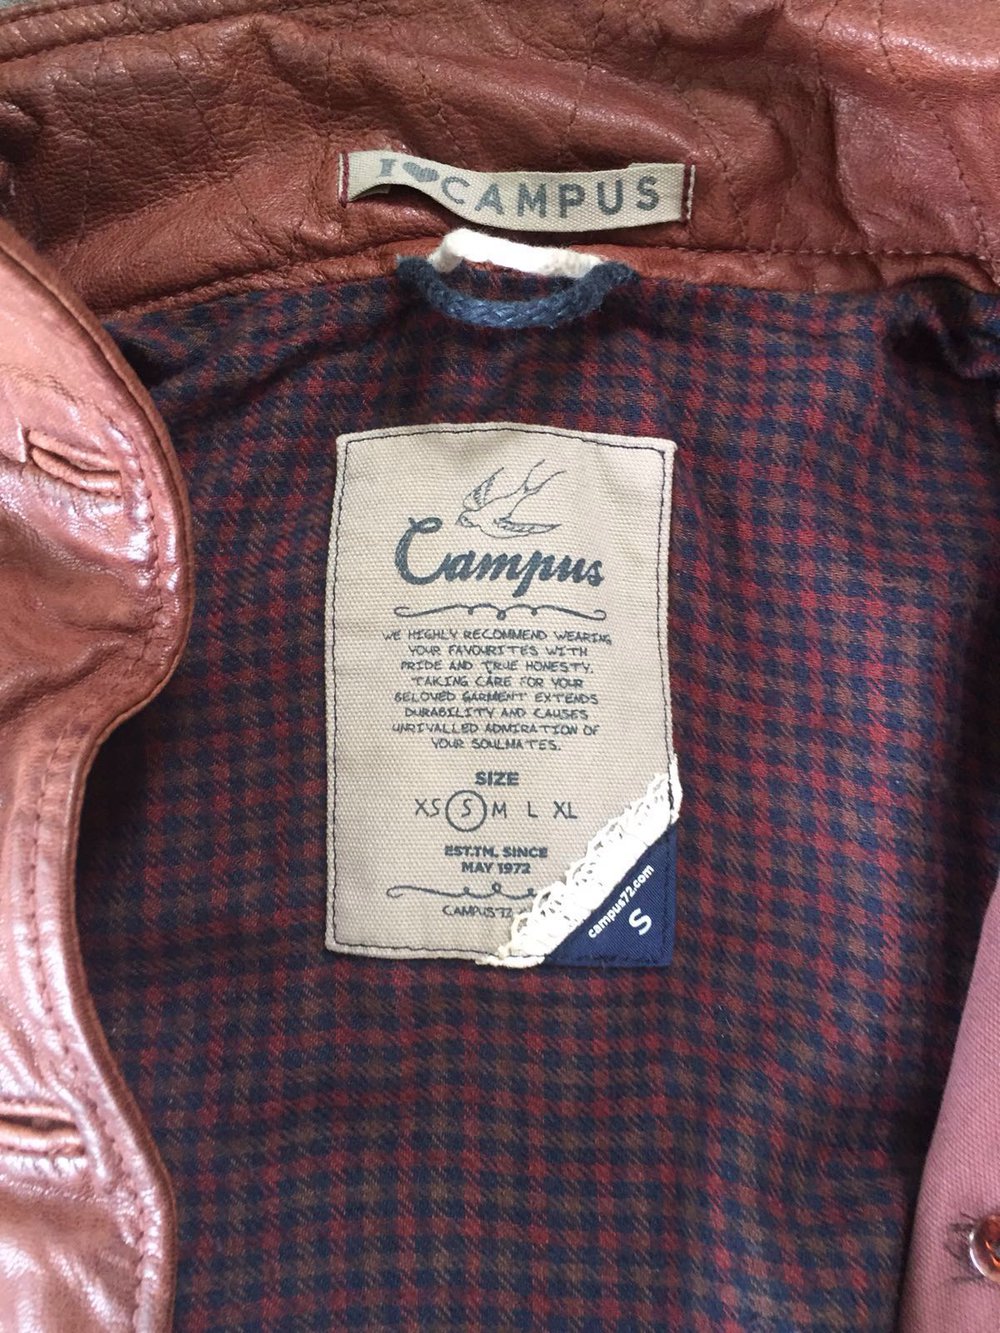 I ♥ CAMPUS
Campus
WE HIGHLY RECOMMEND WEARING
YOUR FAVOURITES WITH
PRIDE AND TRUE HONESTY.
TAKING CARE FOR YOUR
BELOVED GARMENT EXTENDS
DURABILITY AND CAUSES
UNRIVALLED ADMIRATION OF
YOUR SOULMATES.
SIZE
XS S M L XL
EST.TM. SINCE
MAY 1972
CAMPUS72
campus72.com
S